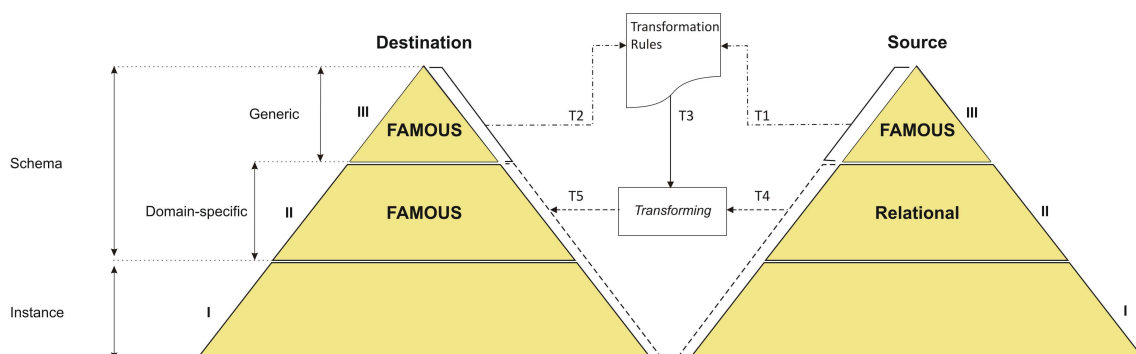 Transformation
Rules
Destination
Source
III
Generic
T2
T3
T1
III
FAMOUS
FAMOUS
Schema
T5
Transforming
T4
Domain-specific
II
FAMOUS
Relational
II
Instance
I
I